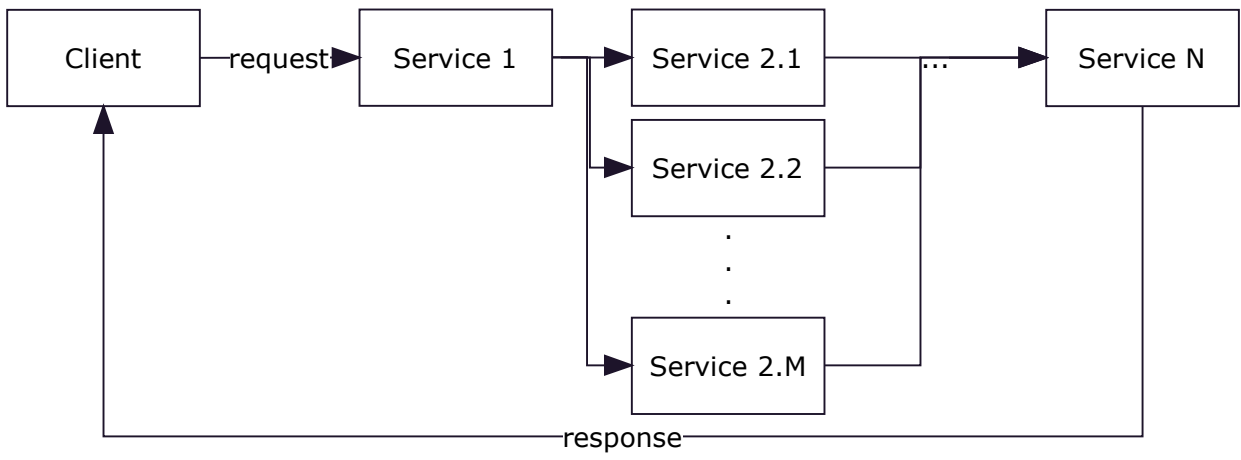 Client
request
Service 1
Service 2.1
...
Service N
Service 2.2
.
.
.
Service 2.M
response